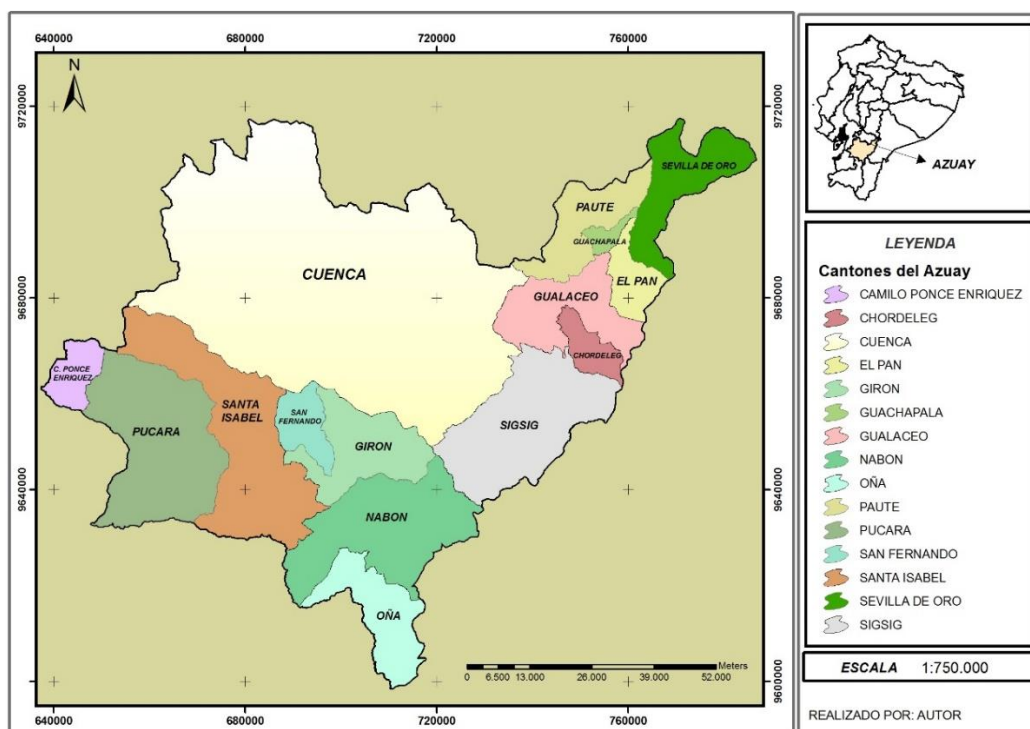 640000
680000
720000
760000
N
9720000
9680000
9640000
9600000
9720000
9680000
9640000
9600000
SEVILLA DE ORO
PAUTE
GUACHAPALA
EL PAN
CUENCA
GUALACEO
CHORDELEG
C. PONCE
ENRIQUEZ
SANTA
ISABEL
SAN
FERNANDO
PUCARA
GIRON
SIGSIG
NABON
OÑA
Meters
0 6.500 13.000 26.000 39.000 52.000
640000
680000
720000
760000
AZUAY
LEYENDA
Cantones del Azuay
CAMILO PONCE ENRIQUEZ
CHORDELEG
CUENCA
EL PAN
GIRON
GUACHAPALA
GUALACEO
NABON
OÑA
PAUTE
PUCARA
SAN FERNANDO
SANTA ISABEL
SEVILLA DE ORO
SIGSIG
ESCALA 1:750.000
REALIZADO POR: AUTOR